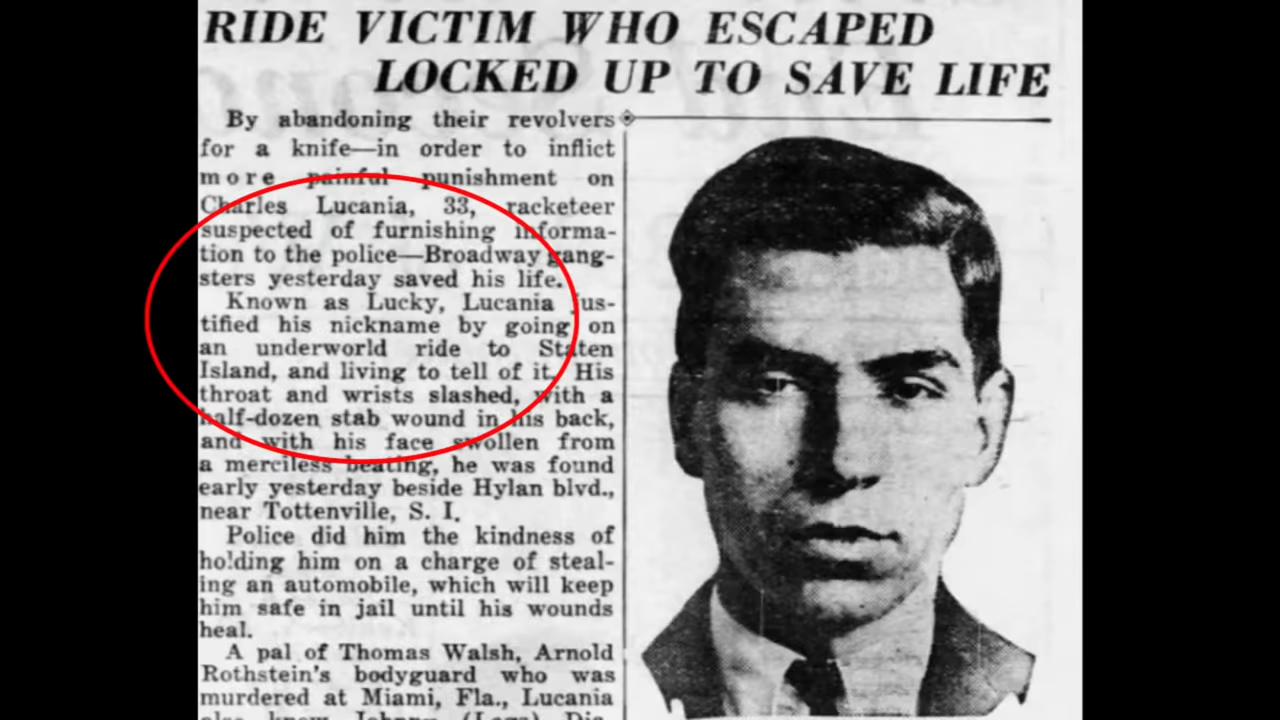 RIDE VICTIM WHO ESCAPED
LOCKED UP TO SAVE LIFE
By abandoning their revolvers
for a knife—in order to inflict
more painful punishment on
Charles Lucania, 33, racketeer
suspected of furnishing informa-
tion to the police—Broadway gang-
sters yesterday saved his life.
Known as Lucky, Lucania jus-
tified his nickname by going on
an underworld ride to Staten
Island, and living to tell of it. His
throat and wrists slashed, with a
half-dozen stab wound in his back,
and with his face swollen from
a merciless beating, he was found
early yesterday beside Hylan blvd.,
near Tottenville, S. I.
Police did him the kindness of
holding him on a charge of steal-
ing an automobile, which will keep
him safe in jail until his wounds
heal.
A pal of Thomas Walsh, Arnold
Rothstein's bodyguard who was
murdered at Miami, Fla., Lucania